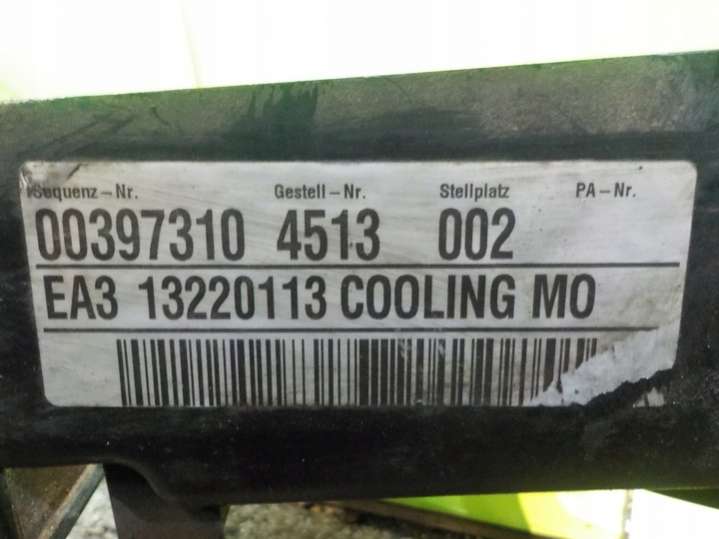 Sequenz-Nr. Gestell-Nr. Stellplatz PA-Nr.
00397310 4513 002
EA3 13220113 COOLING MO